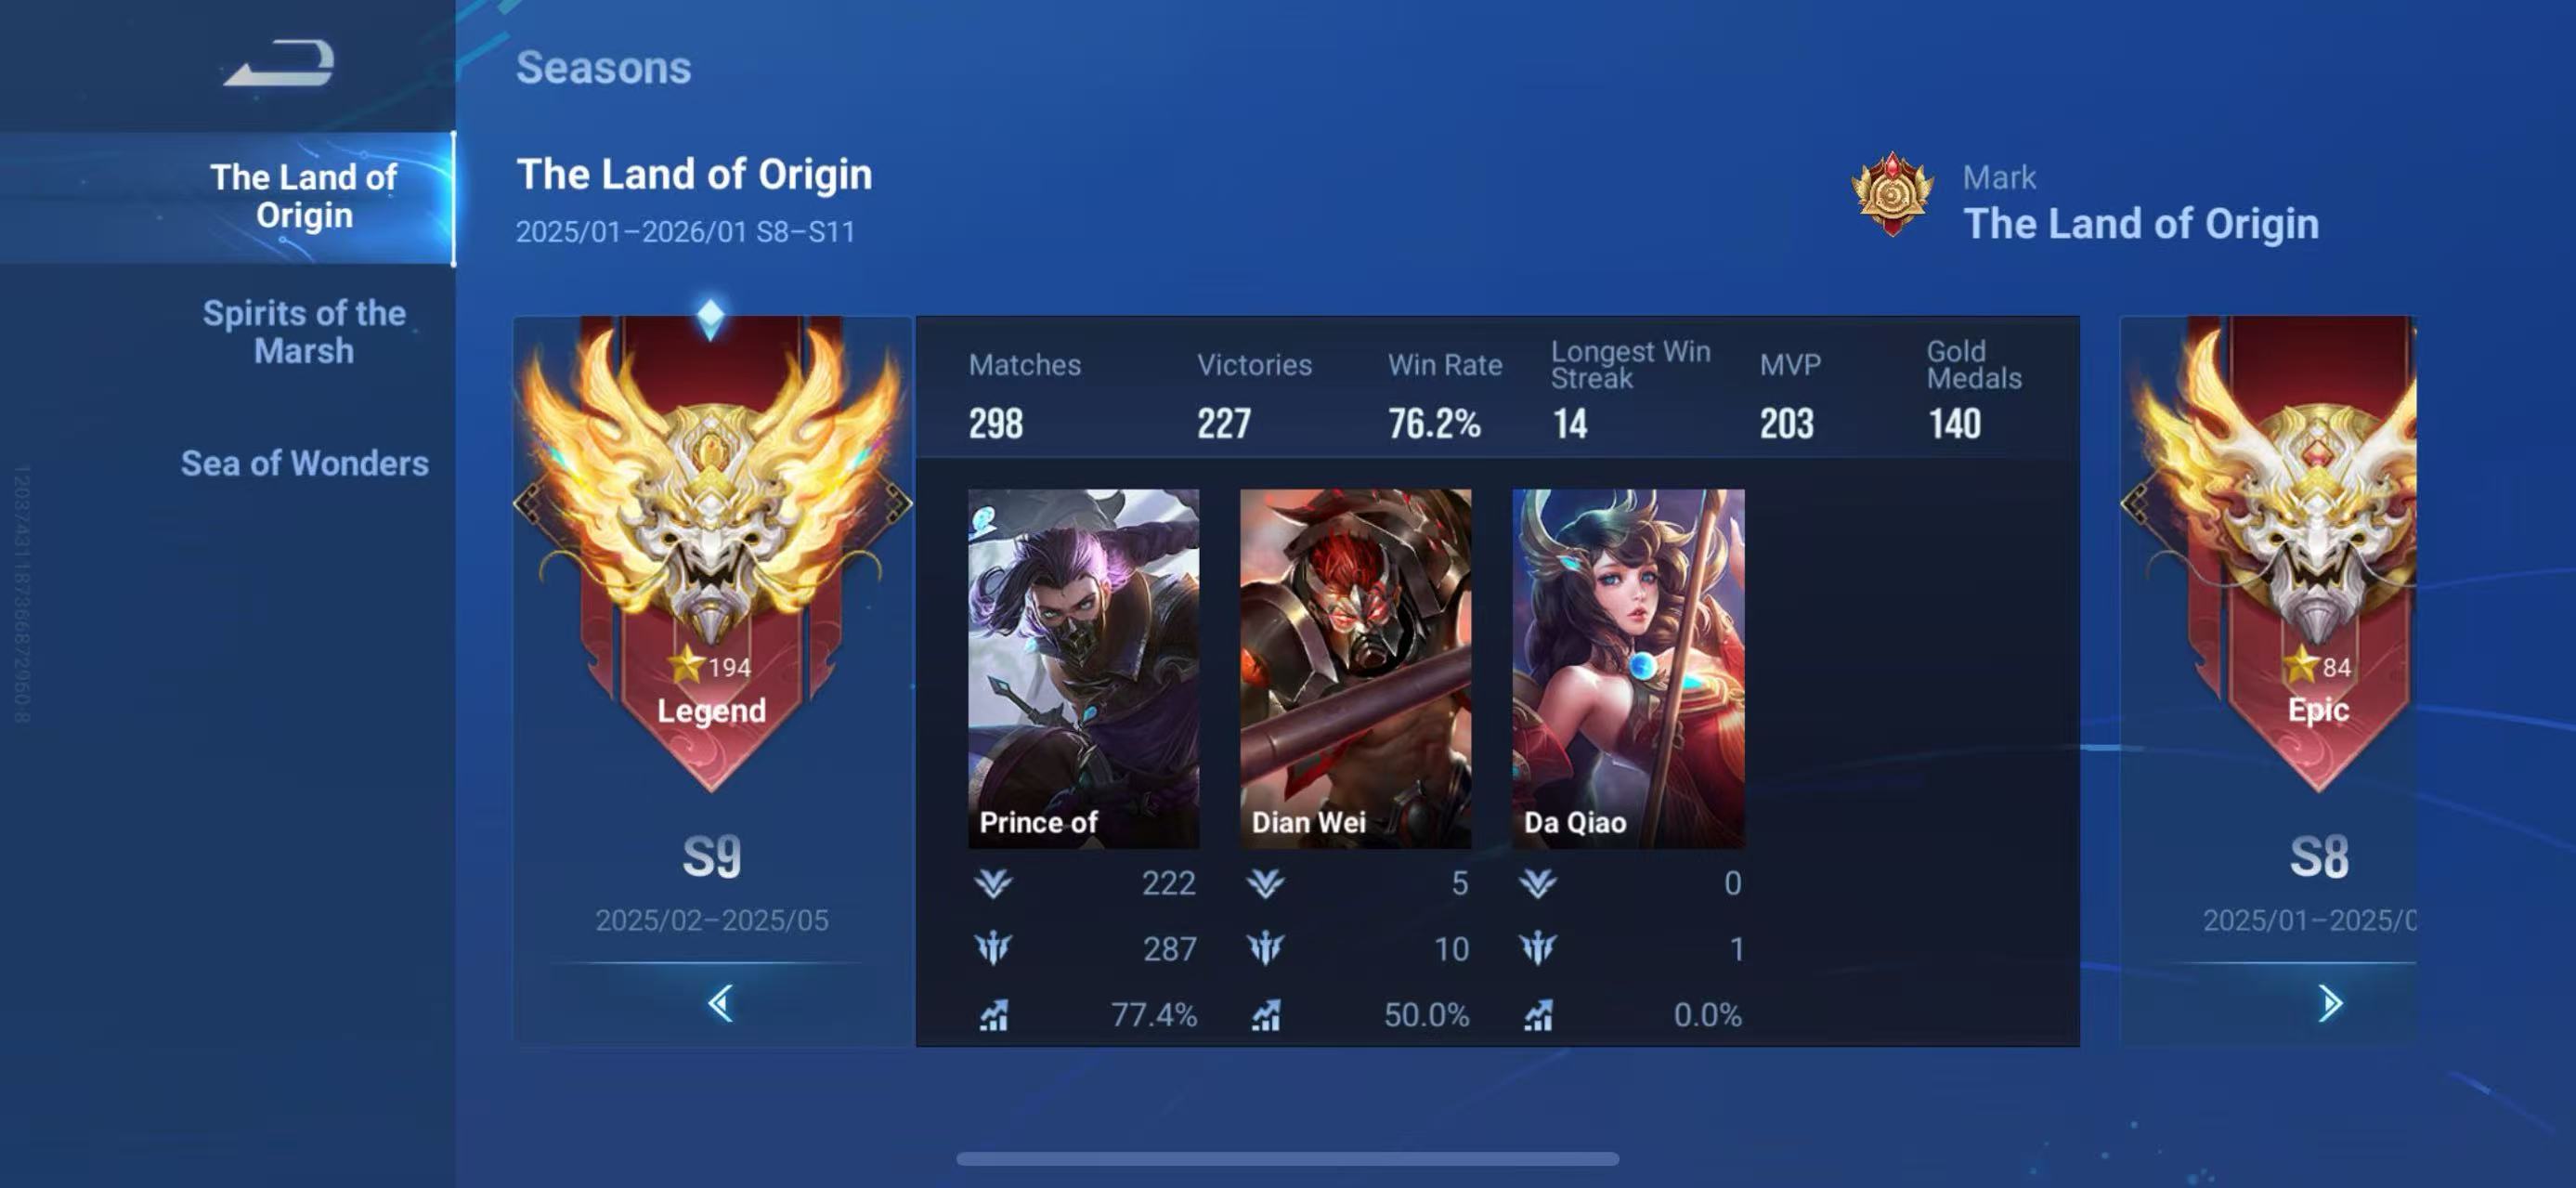 Seasons
The Land of
Origin
Spirits of the
Marsh
Sea of Wonders
The Land of Origin
2025/01–2026/01 S8–S11
Mark
The Land of Origin
194
Legend
S9
2025/02–2025/05
Matches
298
Victories
227
Win Rate
76.2%
Longest Win
Streak
14
MVP
203
Gold
Medals
140
Prince of
222
287
77.4%
Dian Wei
5
10
50.0%
Da Qiao
0
1
0.0%
84
Epic
S8
2025/01–2025/0